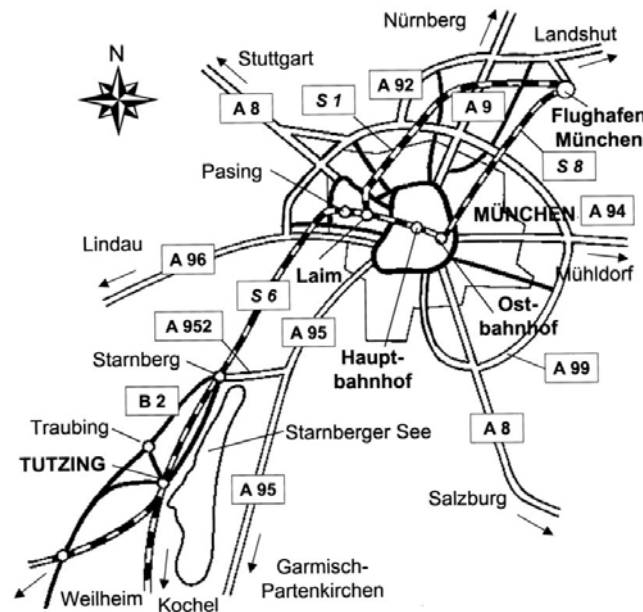 Nürnberg
Landshut
N
Stuttgart
A 92
A 8
S 1
A 9
Flughafen
München
S 8
Pasing
MÜNCHEN
A 94
Lindau
A 96
Laim
Mühldorf
S 6
Ost-
bahnhof
A 952
A 95
Haupt-
bahnhof
A 99
Starnberg
B 2
Traubing
Starnberger See
A 8
TUTZING
A 95
Salzburg
Garmisch-
Partenkirchen
Weilheim
Kochel